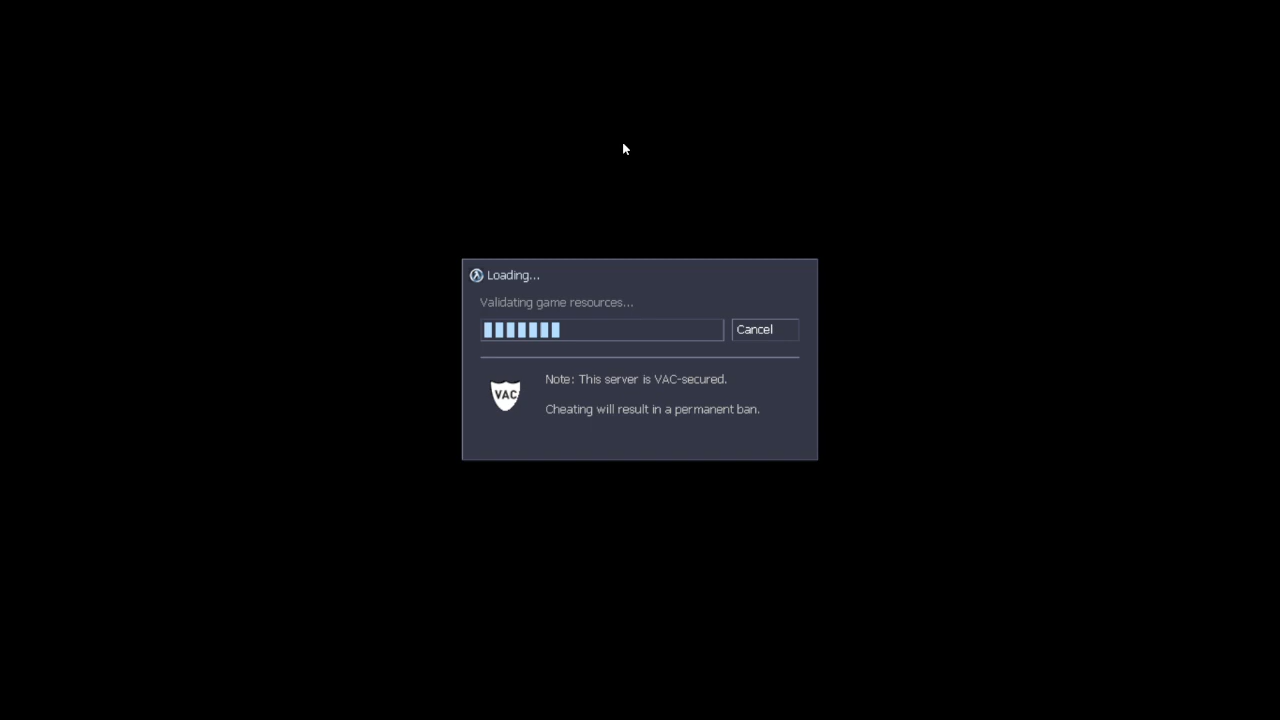 Loading...
Validating game resources...
Cancel
VAC
Note: This server is VAC-secured.
Cheating will result in a permanent ban.